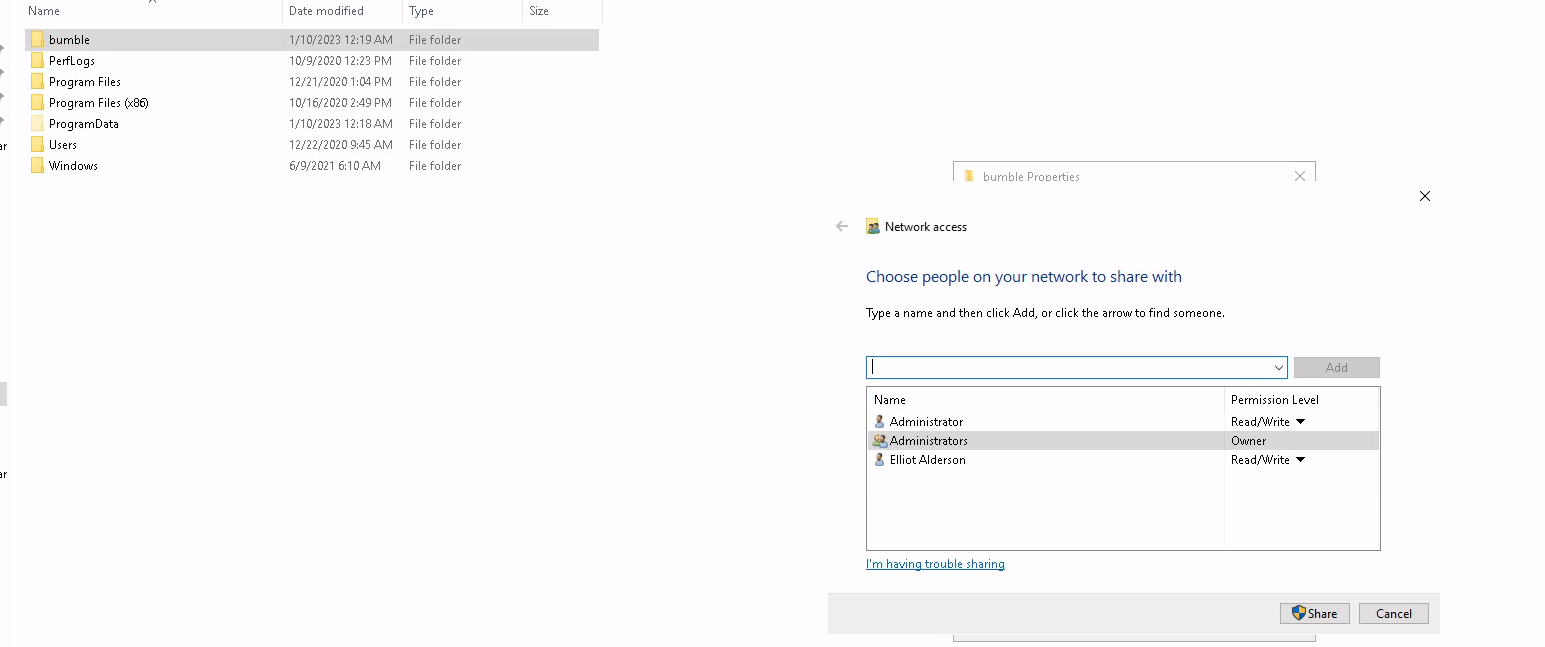 Name Date modified Type Size
bumble 1/10/2023 12:19 AM File folder
PerfLogs 10/9/2020 12:23 PM File folder
Program Files 12/21/2020 1:04 PM File folder
Program Files (x86) 10/16/2020 2:49 PM File folder
ProgramData 1/10/2023 12:18 AM File folder
ar
Users 12/22/2020 9:45 AM File folder
Windows 6/9/2021 6:10 AM File folder
ar
bumble Properties
Network access
Choose people on your network to share with
Type a name and then click Add, or click the arrow to find someone.
Add
Name Permission Level
Administrator Read/Write
Administrators Owner
Elliot Alderson Read/Write
I'm having trouble sharing
Share Cancel